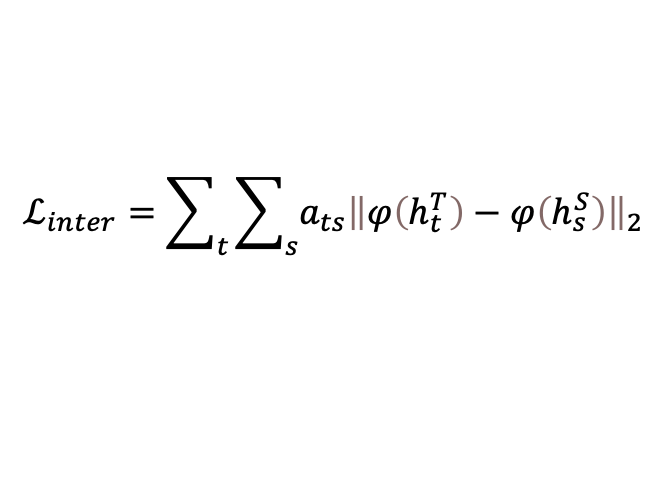 ℒ_{inter} = ∑_t ∑_s a_{ts}‖φ(h_t^T) − φ(h_s^S)‖_2